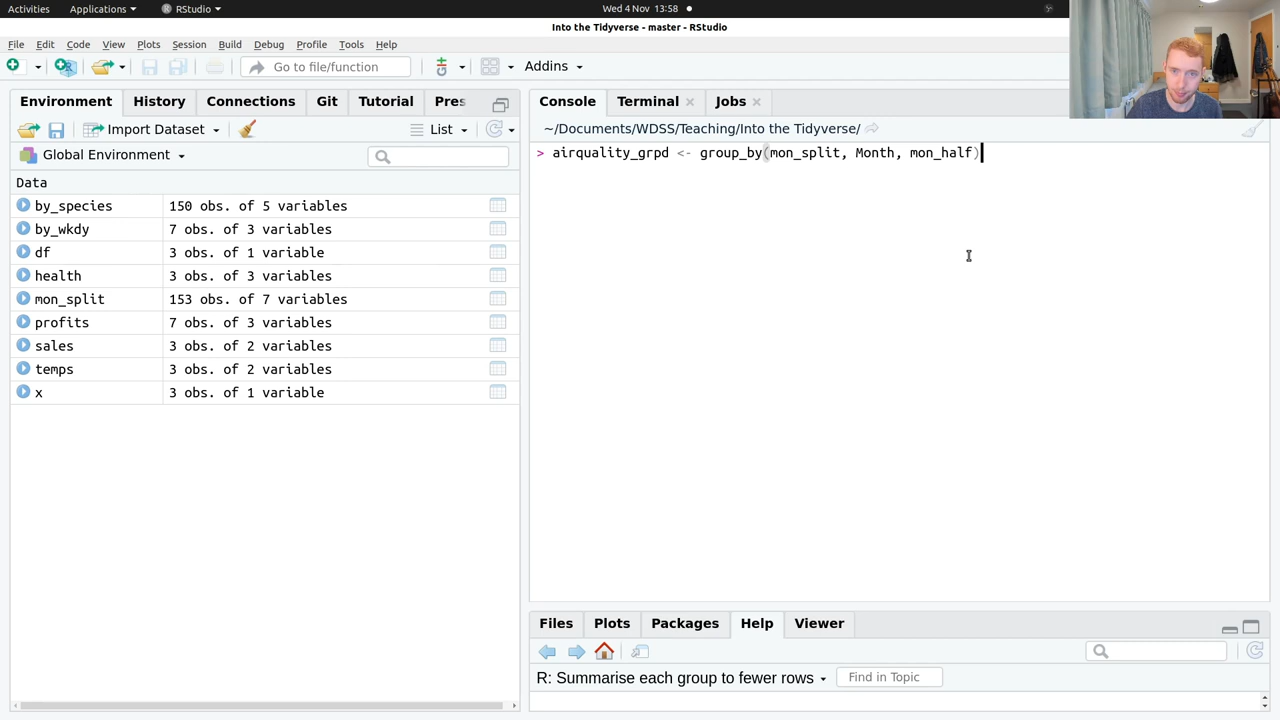 Activities Applications RStudio Wed 4 Nov 13:58
Into the Tidyverse - master - RStudio
File Edit Code View Plots Session Build Debug Profile Tools Help
Go to file/function Addins
Environment History Connections Git Tutorial Pres
Import Dataset List
Global Environment
Data
by_species 150 obs. of 5 variables
by_wkdy 7 obs. of 3 variables
df 3 obs. of 1 variable
health 3 obs. of 3 variables
mon_split 153 obs. of 7 variables
profits 7 obs. of 3 variables
sales 3 obs. of 2 variables
temps 3 obs. of 2 variables
x 3 obs. of 1 variable
Console Terminal Jobs
~/Documents/WDSS/Teaching/Into the Tidyverse/
> airquality_grpd <- group_by(mon_split, Month, mon_half)
Files Plots Packages Help Viewer
R: Summarise each group to fewer rows Find in Topic